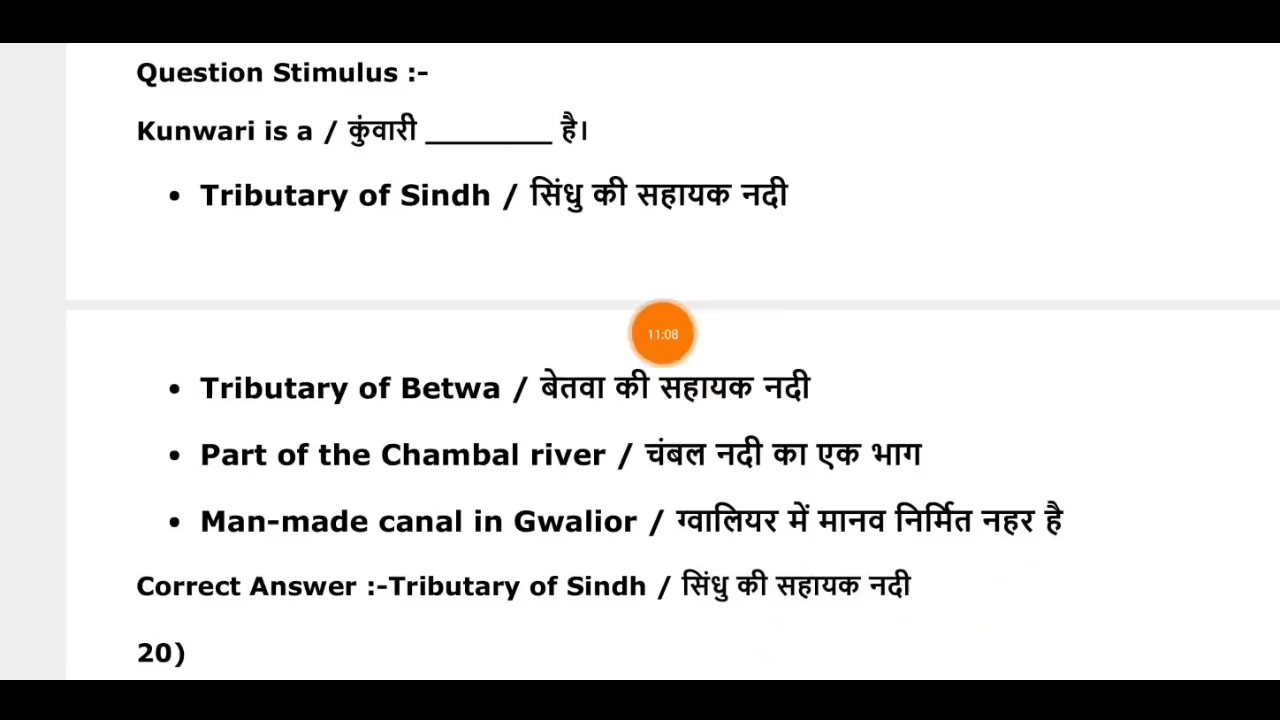 Question Stimulus :-
Kunwari is a / कुंवारी ________ है।
• Tributary of Sindh / सिंधु की सहायक नदी
11:08
• Tributary of Betwa / बेतवा की सहायक नदी
• Part of the Chambal river / चंबल नदी का एक भाग
• Man-made canal in Gwalior / ग्वालियर में मानव निर्मित नहर है
Correct Answer :-Tributary of Sindh / सिंधु की सहायक नदी
20)